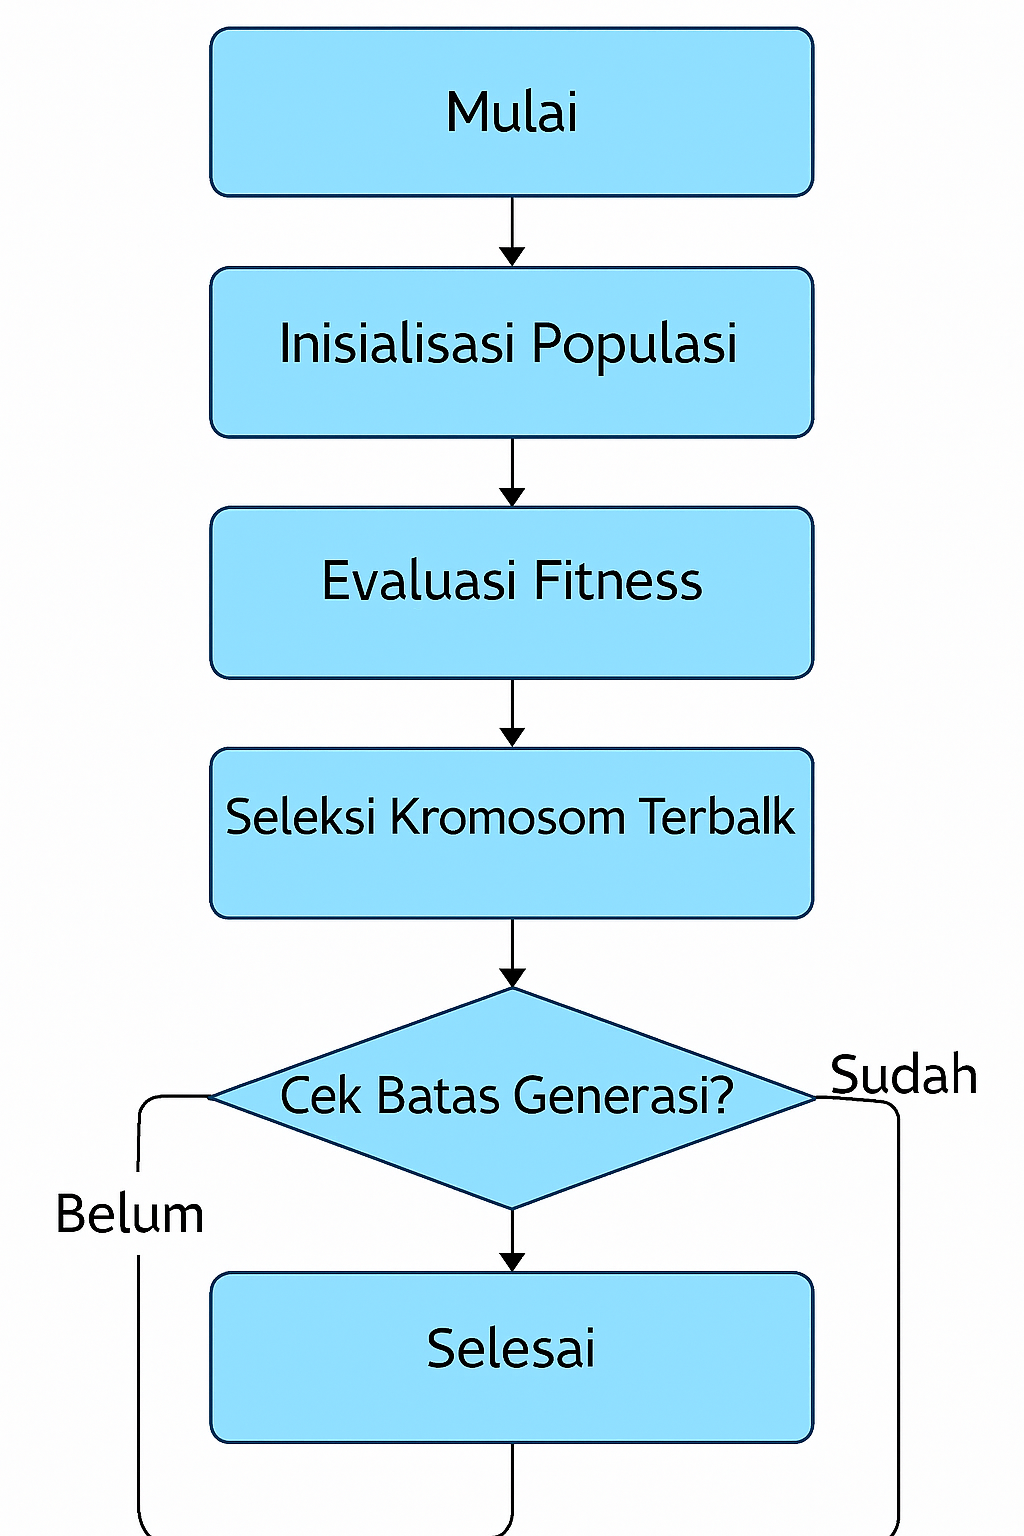 Mulai
Inisialisasi Populasi
Evaluasi Fitness
Seleksi Kromosom Terbalk
Cek Batas Generasi?
Sudah
Belum
Selesai